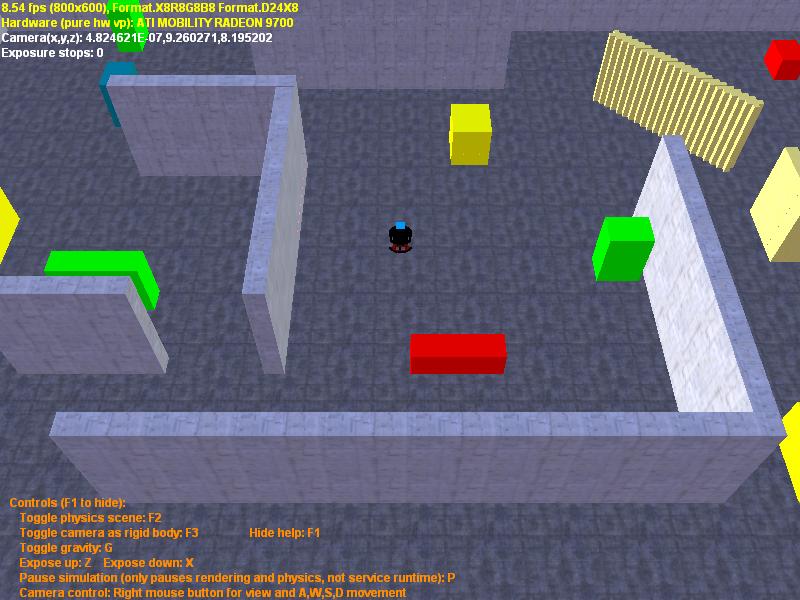 8.54 fps (800x600), Format.X8R8G8B8 Format.D24X8
Hardware (pure hw vp): ATI MOBILITY RADEON 9700
Camera(x,y,z): 4.824621E-07,9.260271,8.195202
Exposure stops: 0
Controls (F1 to hide):
Toggle physics scene: F2
Toggle camera as rigid body: F3 Hide help: F1
Toggle gravity: G
Expose up: Z Expose down: X
Pause simulation (only pauses rendering and physics, not service runtime): P
Camera control: Right mouse button for view and A,W,S,D movement